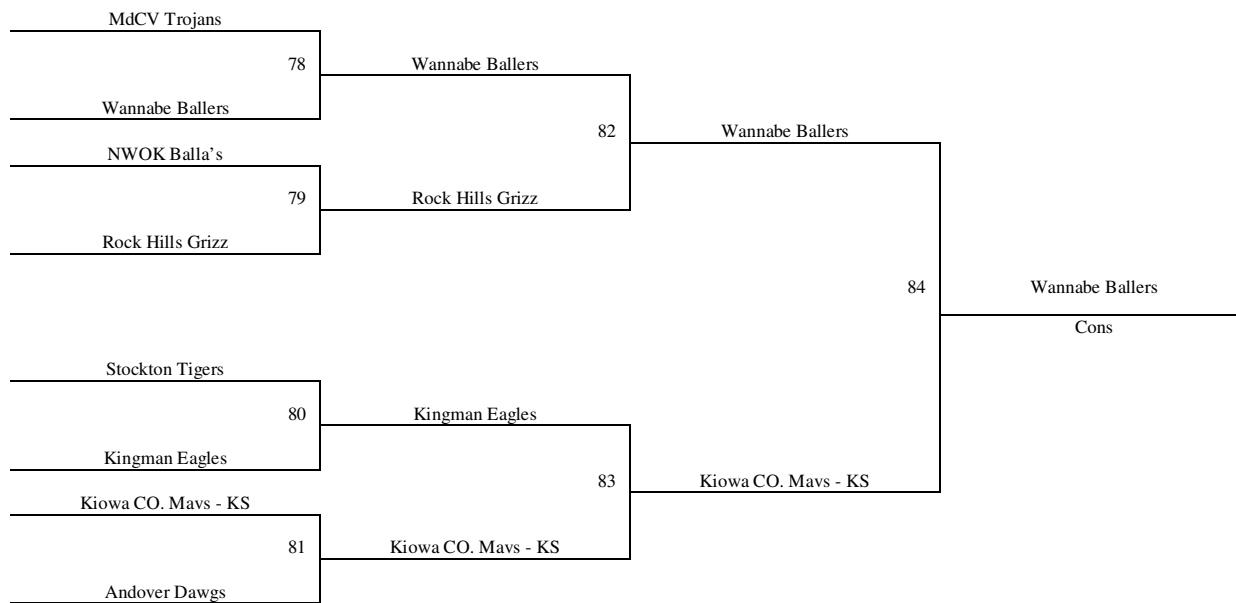 MdCV Trojans
78
Wannabe Ballers
Wannabe Ballers
82
Wannabe Ballers
NWOK Balla’s
79
Rock Hills Grizz
Rock Hills Grizz
84
Wannabe Ballers
Cons
Stockton Tigers
80
Kingman Eagles
Kingman Eagles
83
Kiowa CO. Mavs - KS
Kiowa CO. Mavs - KS
81
Kiowa CO. Mavs - KS
Andover Dawgs